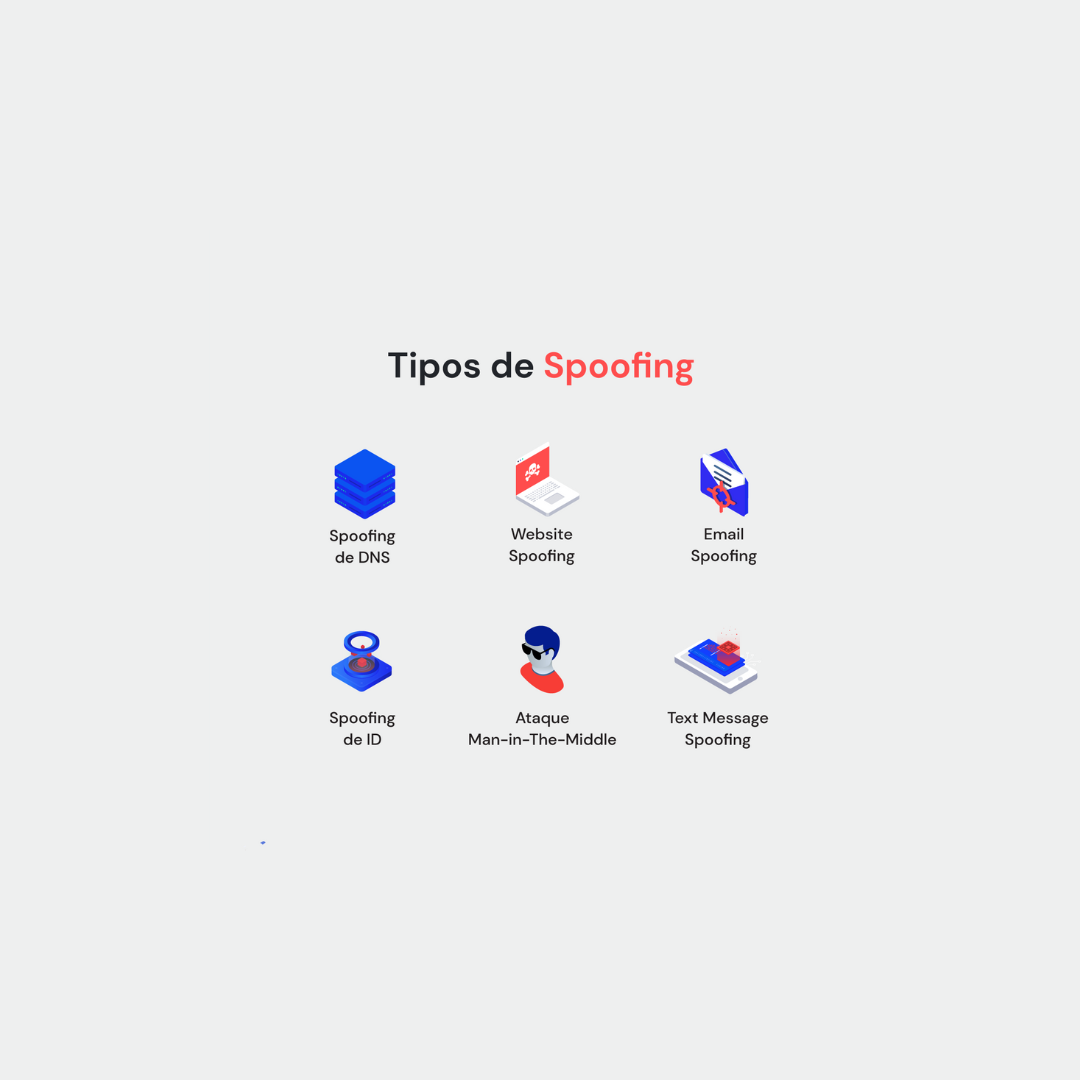 Tipos de Spoofing
Spoofing
de DNS
Website
Spoofing
Email
Spoofing
Spoofing
de ID
Ataque
Man-in-The-Middle
Text Message
Spoofing